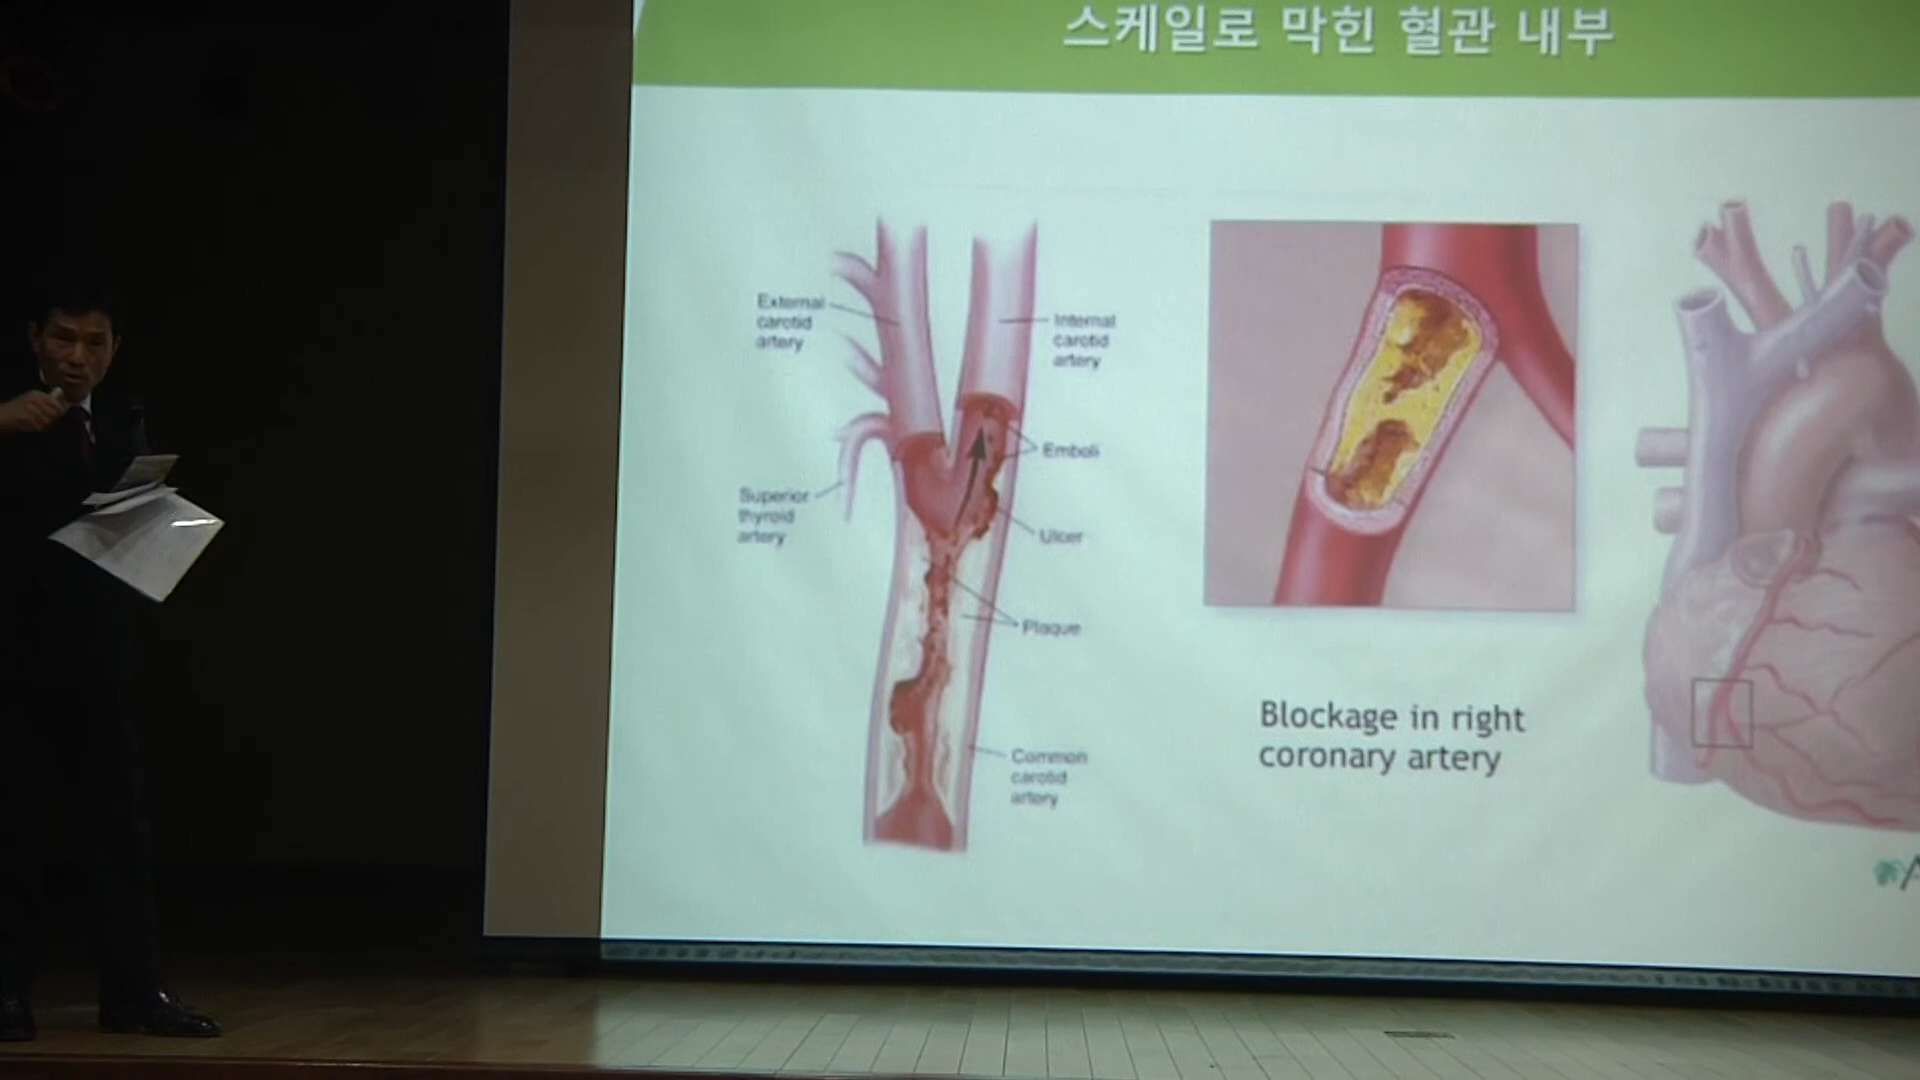 스케일로 막힌 혈관 내부
External
carotid
artery
Internal
carotid
artery
Emboli
Superior
thyroid
artery
Ulcer
Plaque
Common
carotid
artery
Blockage in right
coronary artery
A